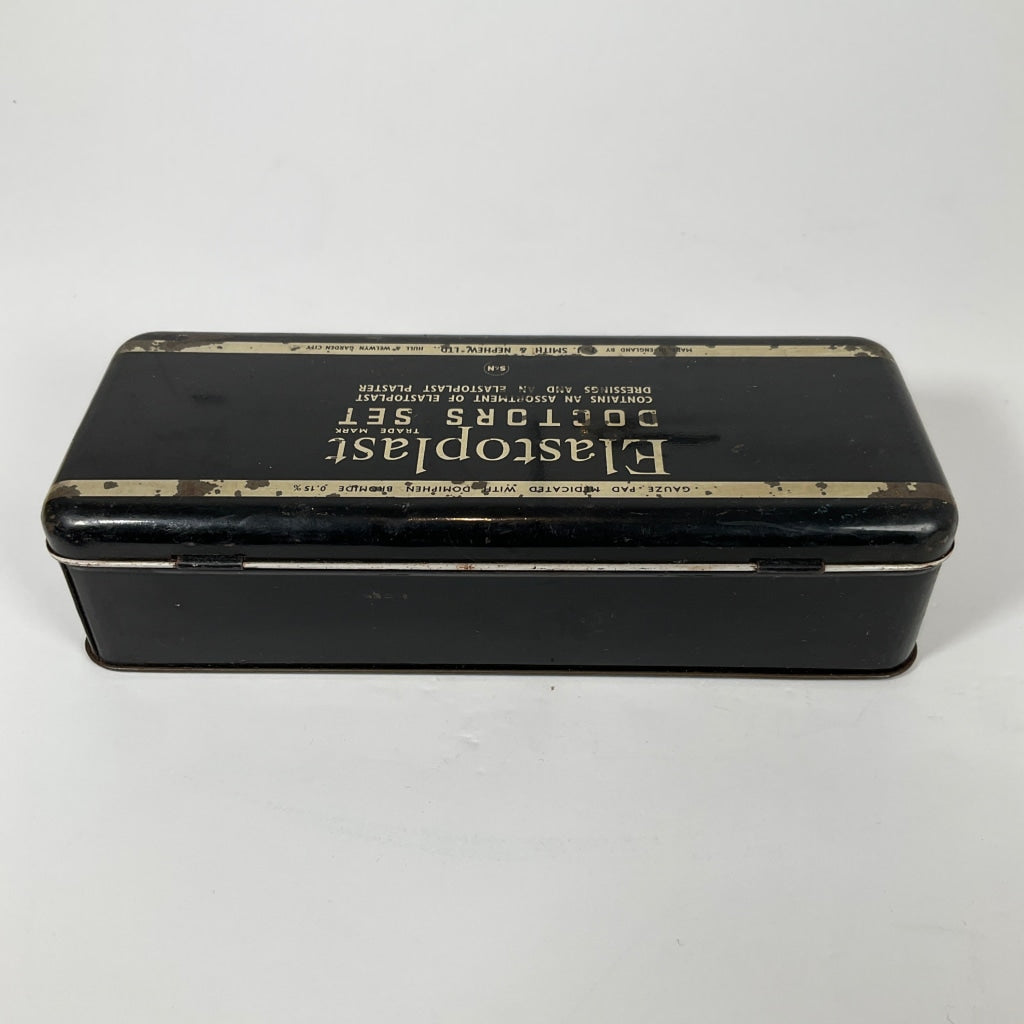 GAUZE PAD MEDICATED WITH DOMIPHEN BROMIDE 0.15%
Elastoplast
TRADE MARK
DOCTORS SET
CONTAINS AN ASSORTMENT OF ELASTOPLAST
DRESSINGS AND AN ELASTOPLAST PLASTER
S&N
MADE IN ENGLAND BY SMITH & NEPHEW LTD. HULL & WELWYN GARDEN CITY